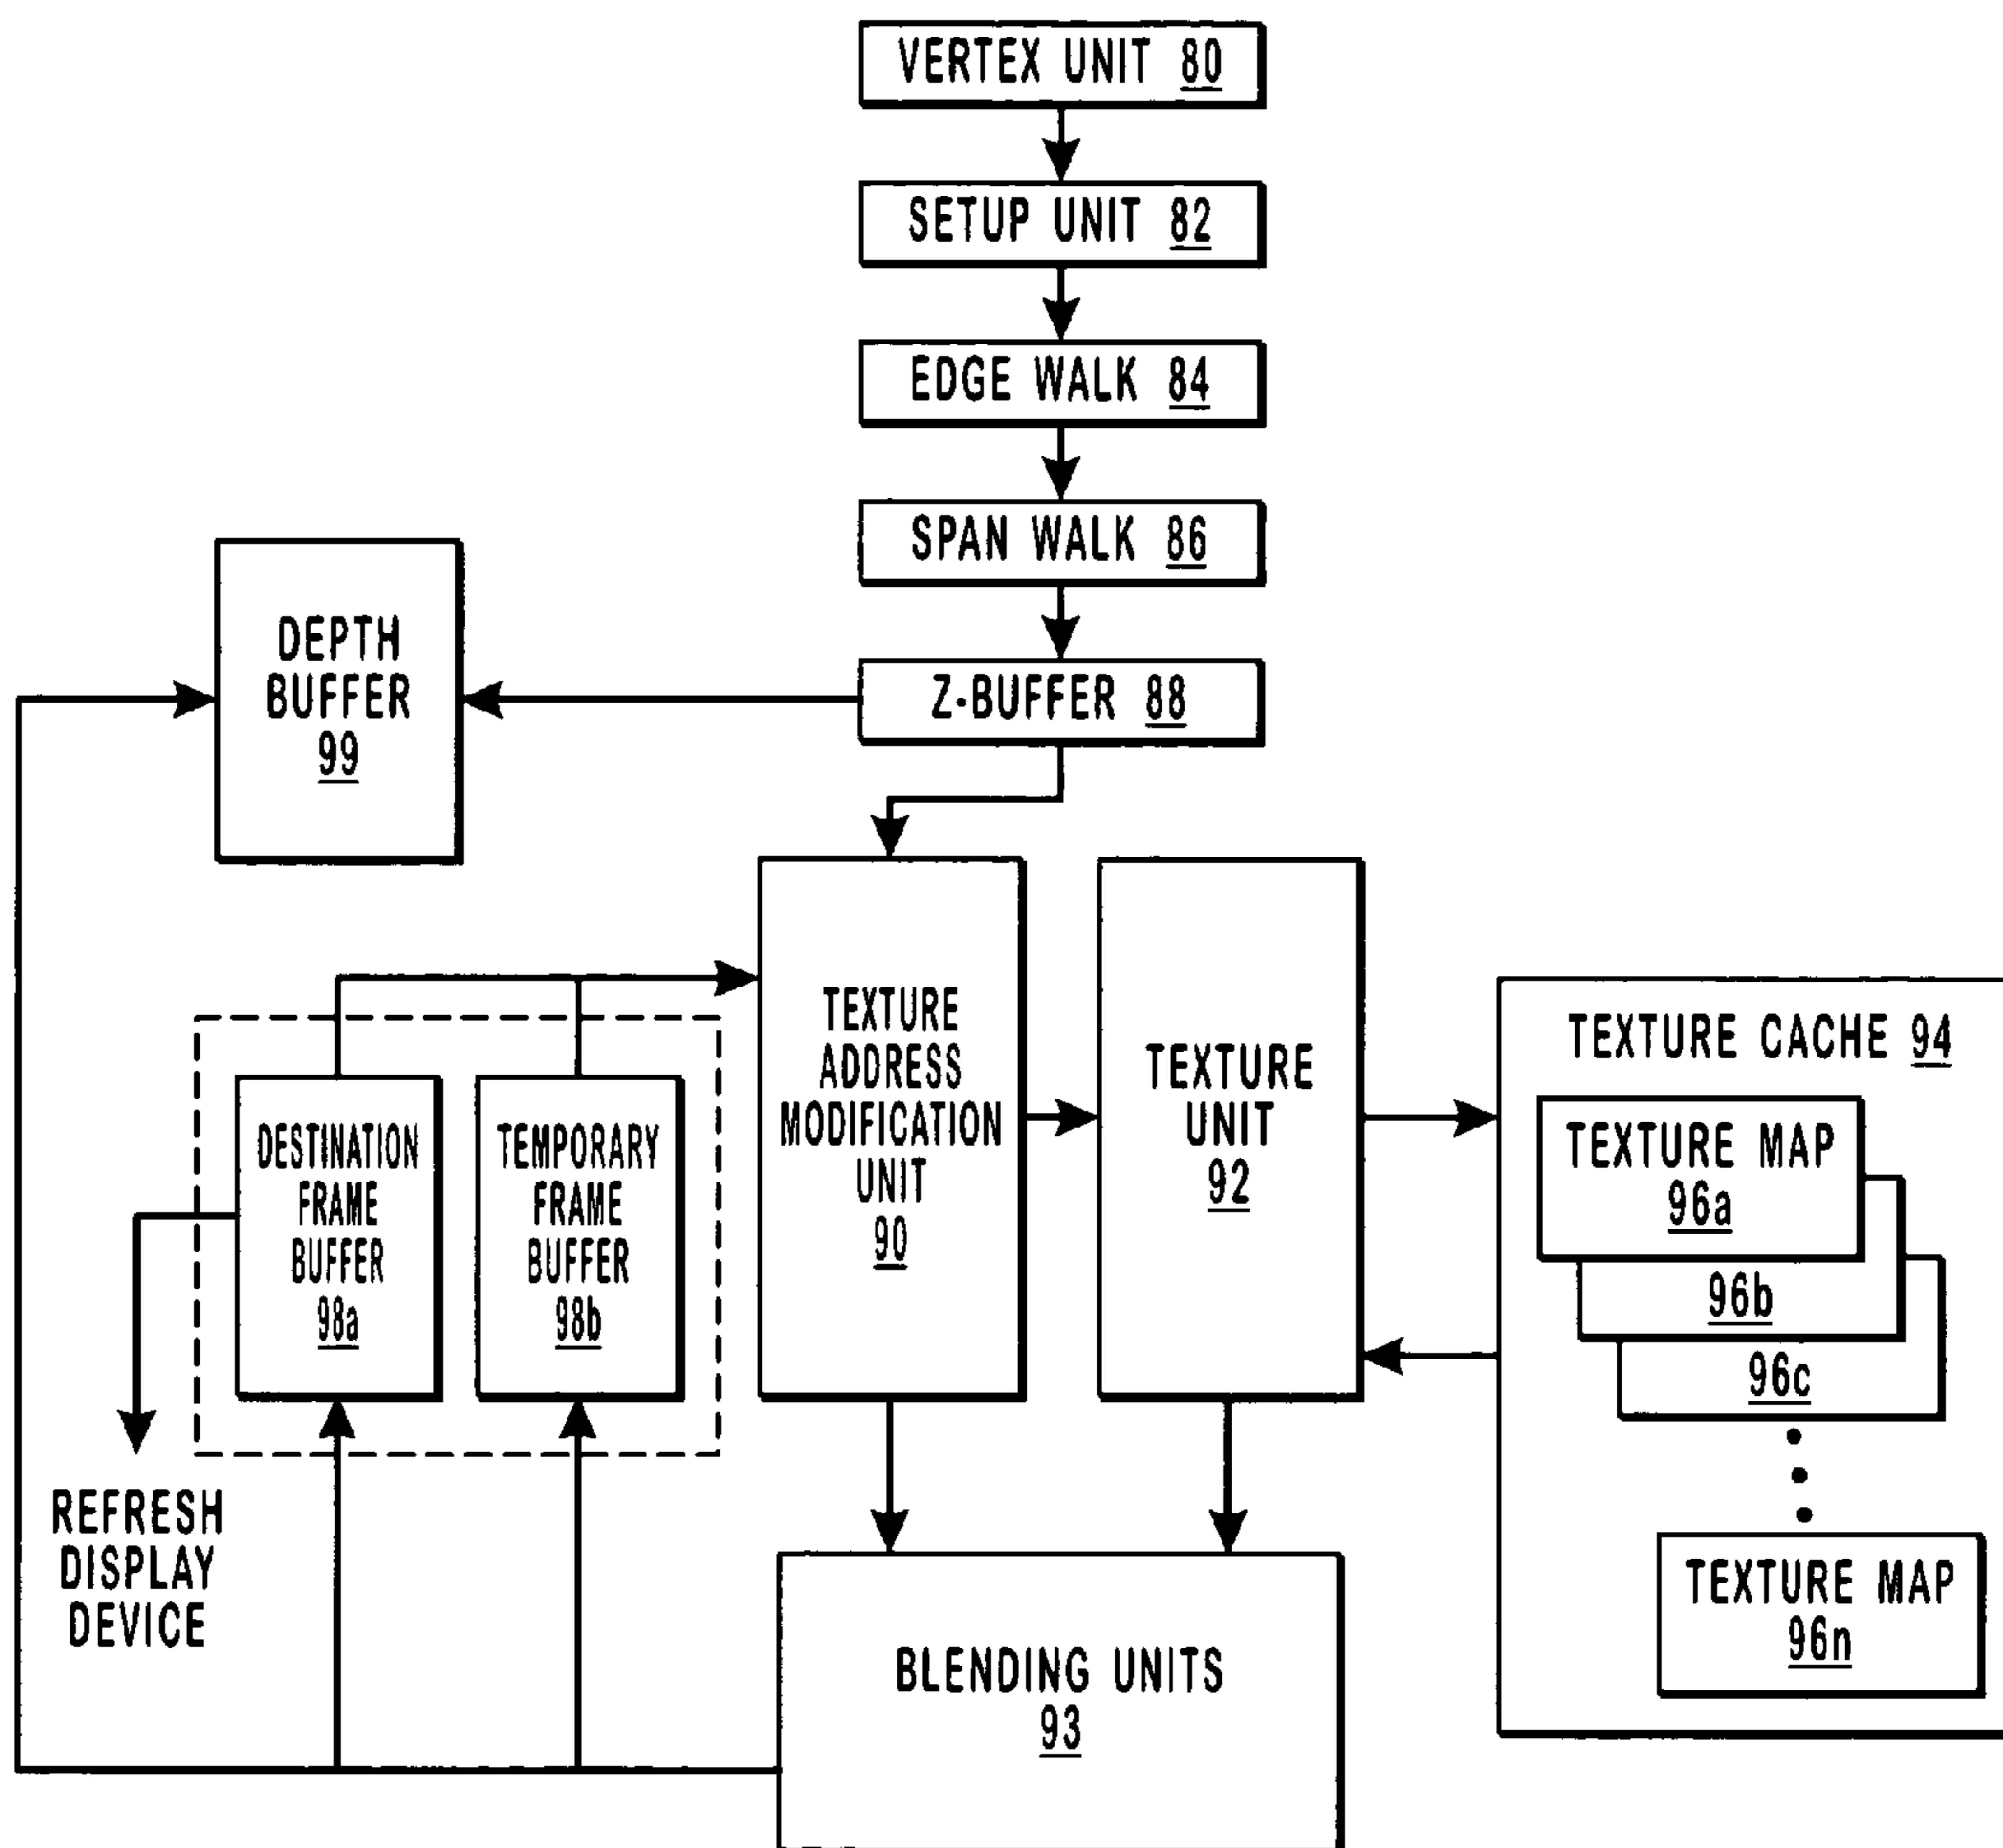 VERTEX UNIT 80
SETUP UNIT 82
EDGE WALK 84
SPAN WALK 86
DEPTH
BUFFER
99
Z-BUFFER 88
TEXTURE
ADDRESS
MODIFICATION
UNIT
90
TEXTURE
UNIT
92
TEXTURE CACHE 94
TEXTURE MAP
96a
96b
96c
TEXTURE MAP
96n
DESTINATION
FRAME
BUFFER
98a
TEMPORARY
FRAME
BUFFER
98b
REFRESH
DISPLAY
DEVICE
BLENDING UNITS
93